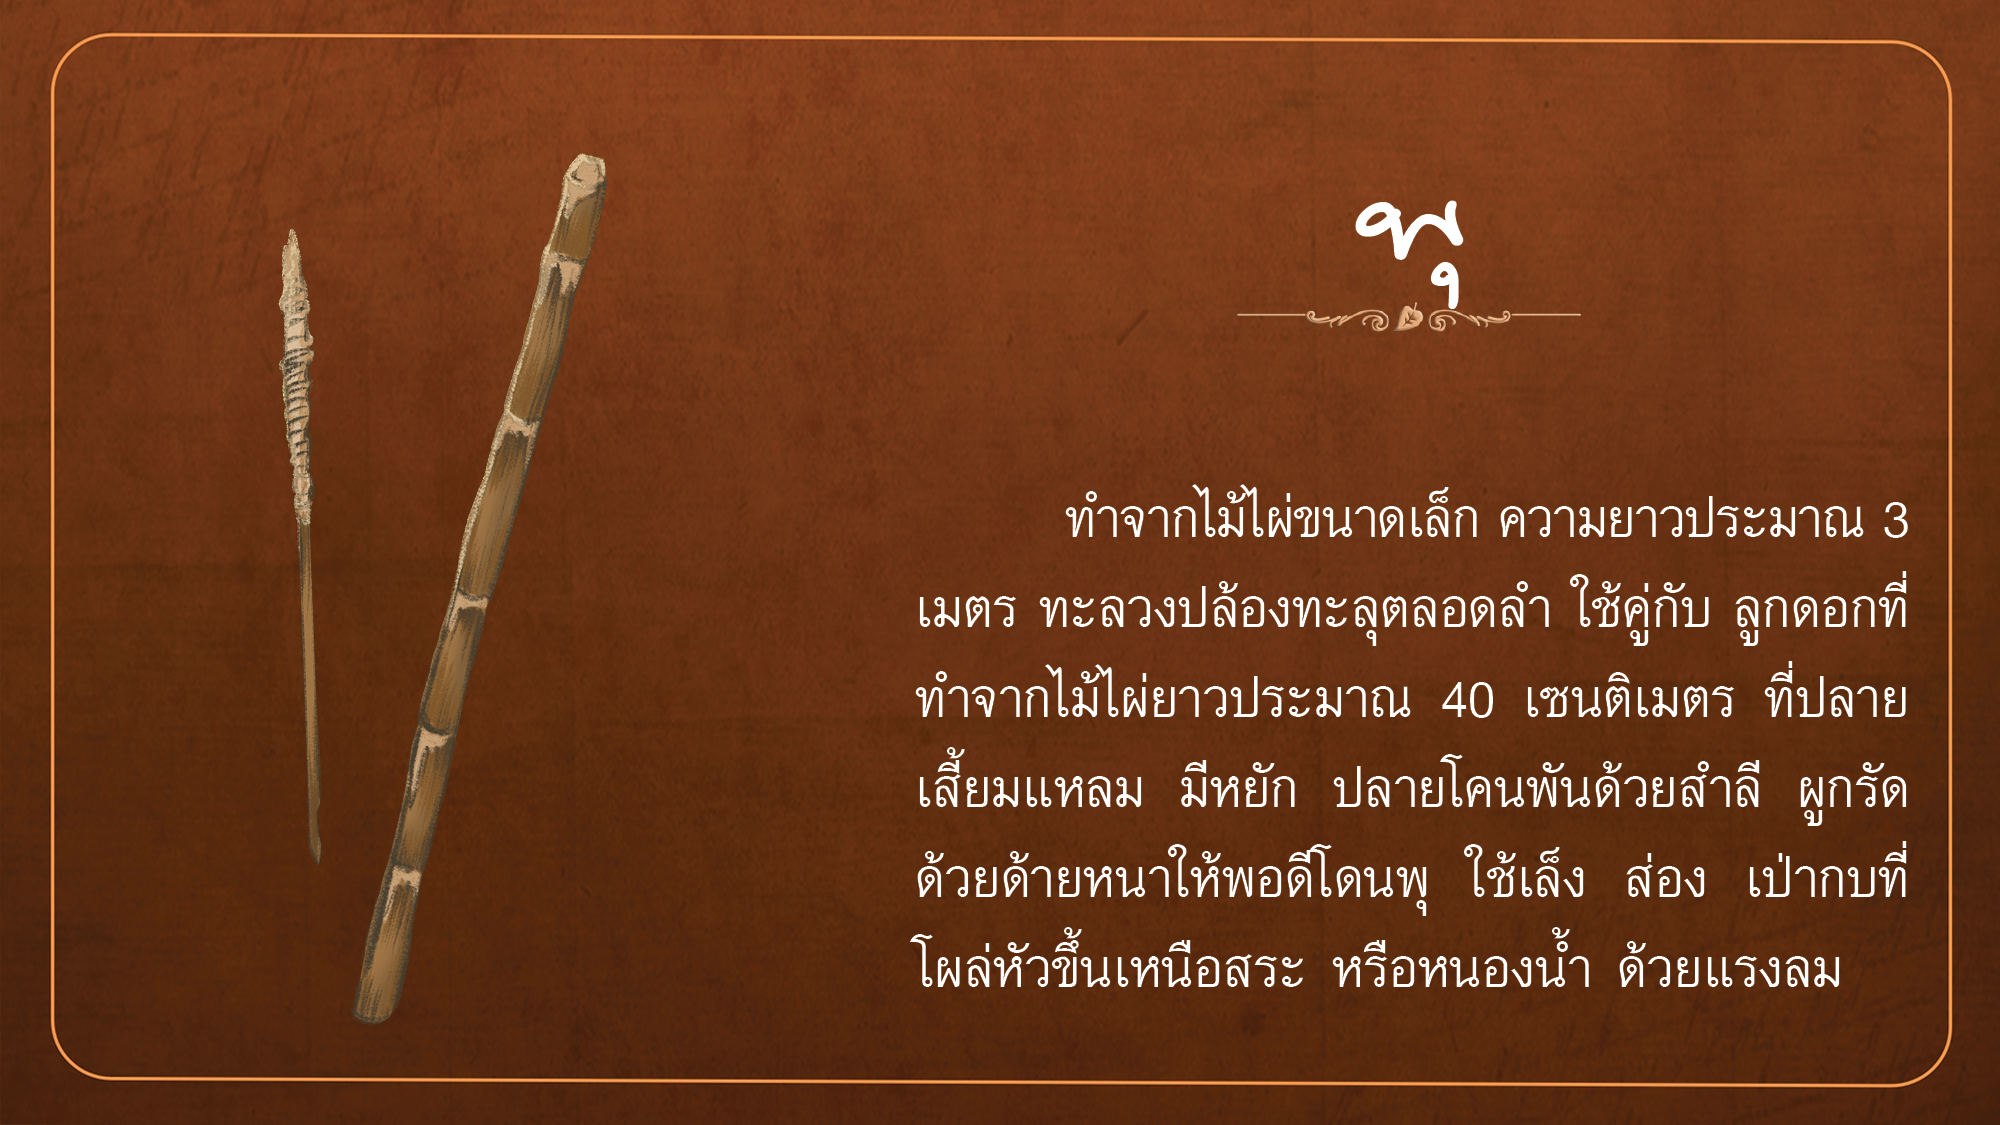 พุ
ทำจากไม้ไผ่ขนาดเล็ก ความยาวประมาณ 3
เมตร ทะลวงปล้องทะลุตลอดลำ ใช้คู่กับ ลูกดอกที่
ทำจากไม้ไผ่ยาวประมาณ 40 เซนติเมตร ที่ปลาย
เสี้ยมแหลม มีหยัก ปลายโคนพันด้วยสำลี ผูกรัด
ด้วยด้ายหนาให้พอดีโดนพุ ใช้เล็ง ส่อง เป่ากบที่
โผล่หัวขึ้นเหนือสระ หรือหนองน้ำ ด้วยแรงลม